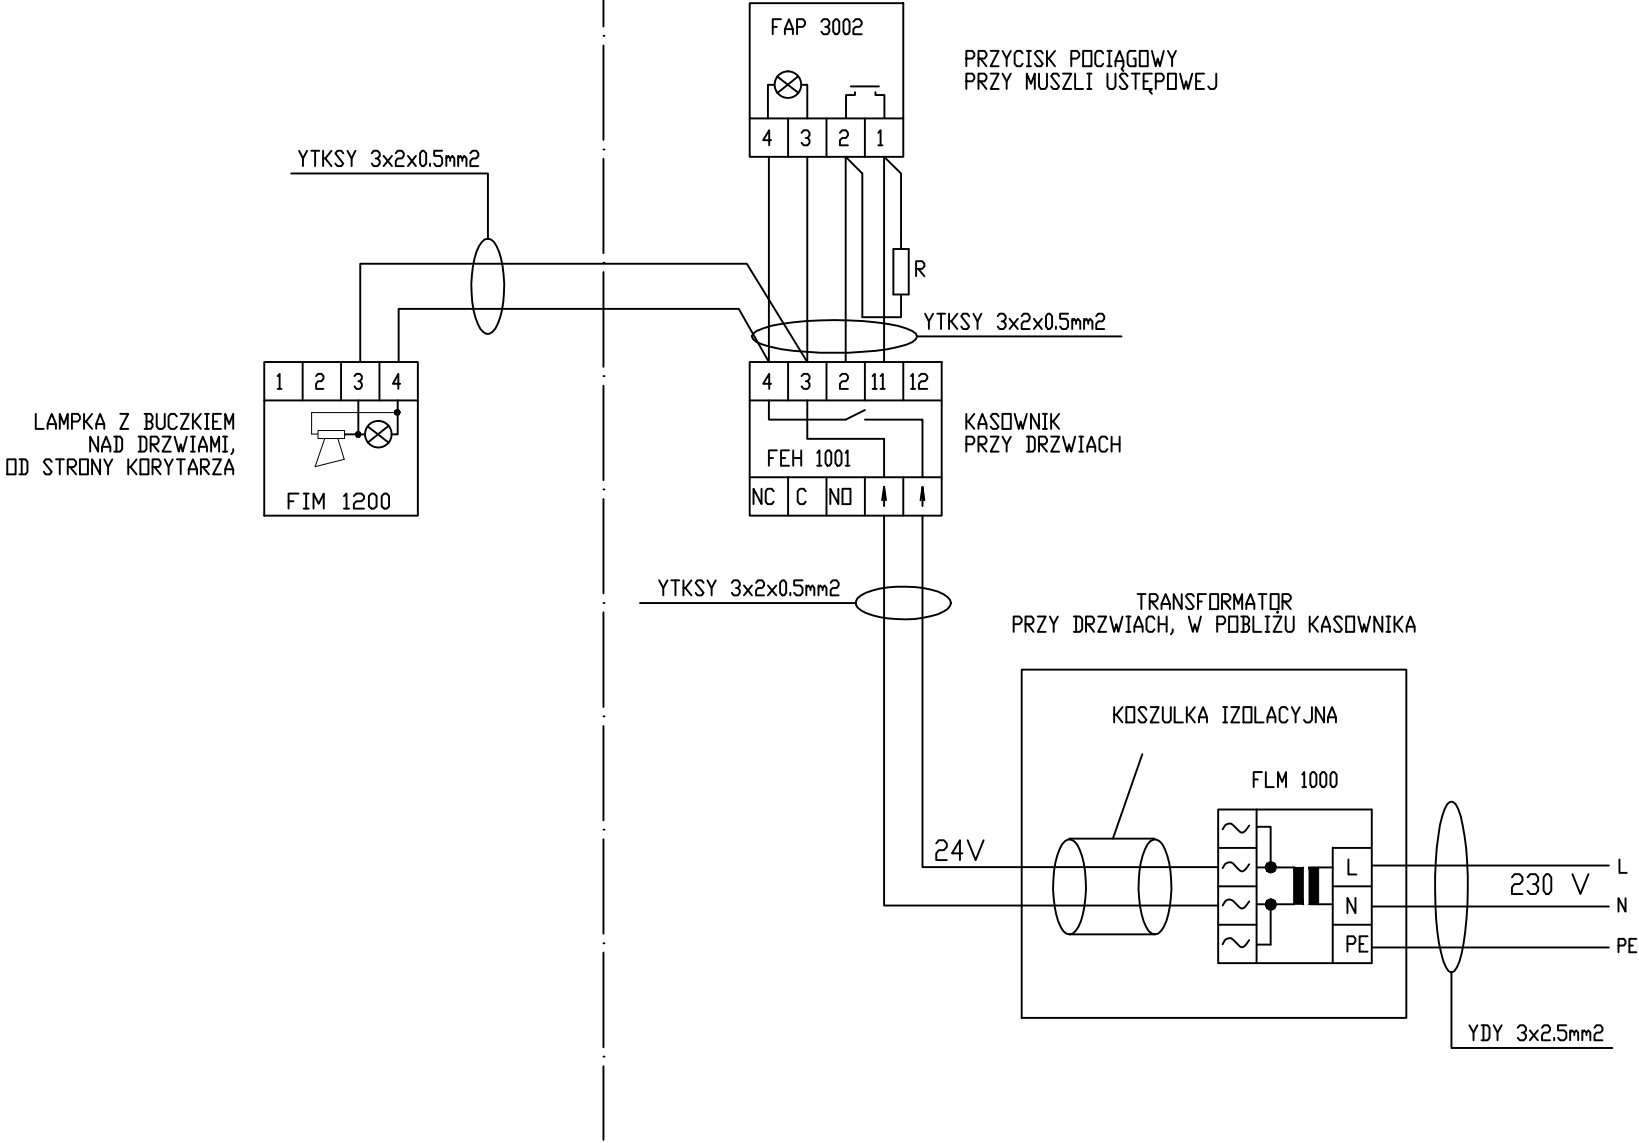 FAP 3002
PRZYCISK POCIĄGOWY
PRZY MUSZLI USTĘPOWEJ
4 3 2 1
YTKSY 3x2x0.5mm2
R
YTKSY 3x2x0.5mm2
1 2 3 4
4 3 2 11 12
LAMPKA Z BUCZKIEM
NAD DRZWIAMI,
OD STRONY KORYTARZA
KASOWNIK
PRZY DRZWIACH
FEH 1001
FIM 1200
NC C NO
YTKSY 3x2x0.5mm2
TRANSFORMATOR
PRZY DRZWIACH, W POBLIŻU KASOWNIKA
KOSZULKA IZOLACYJNA
FLM 1000
24V
L
N
PE
230 V
L
N
PE
YDY 3x2.5mm2